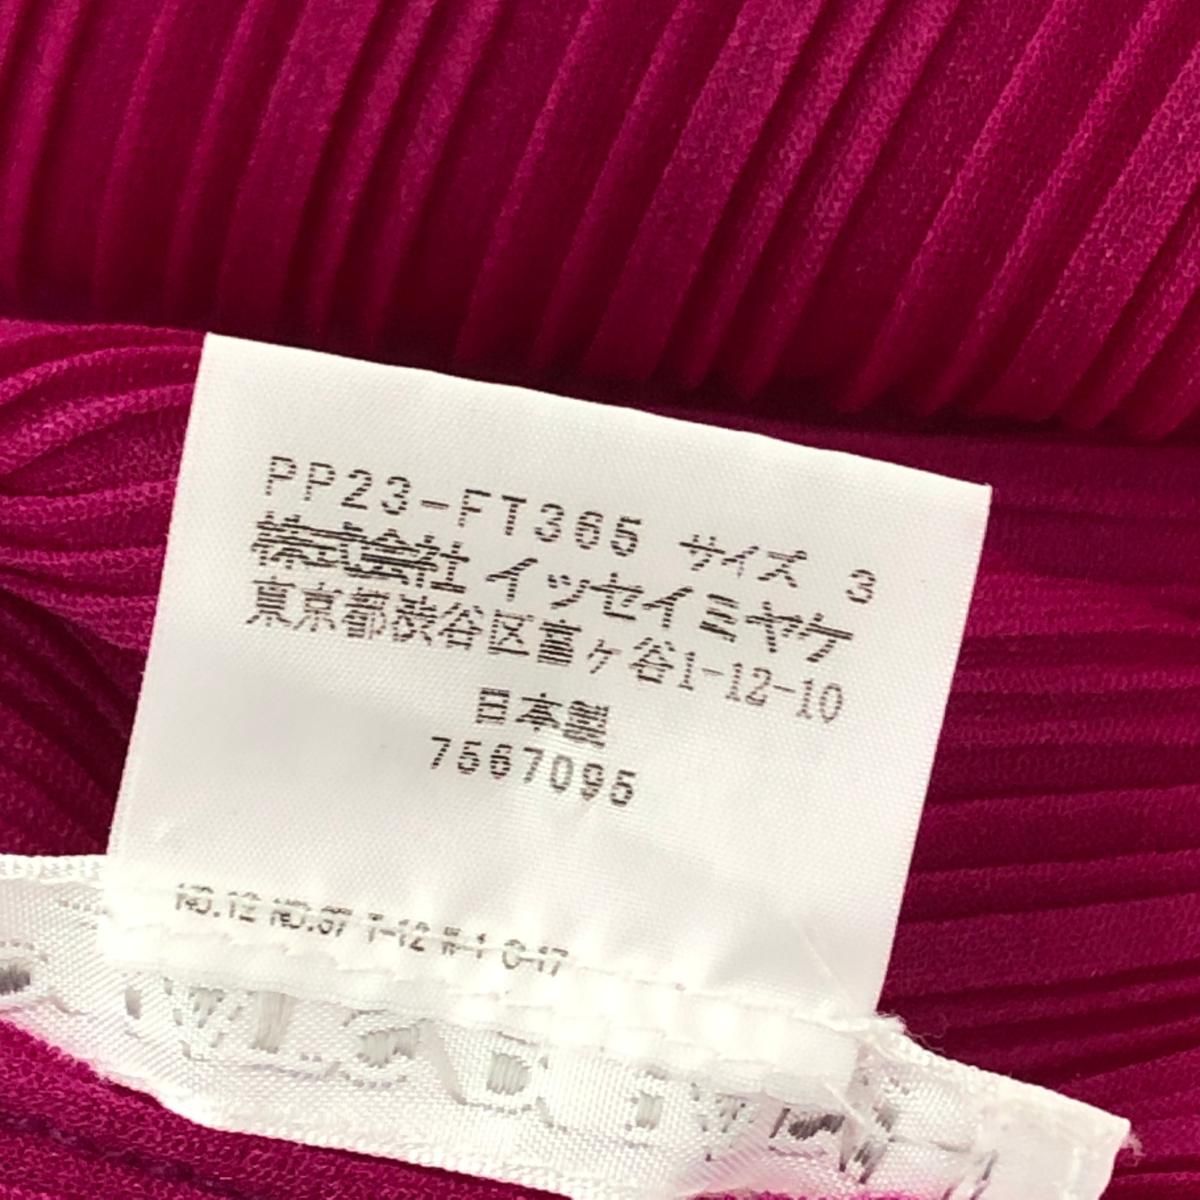 PP23-FT365 サイズ 3
株式会社 イッセイミヤケ
東京都渋谷区富ヶ谷1-12-10
日本製
7567095
NO.12 NO.37 T-12 W-1 C-17